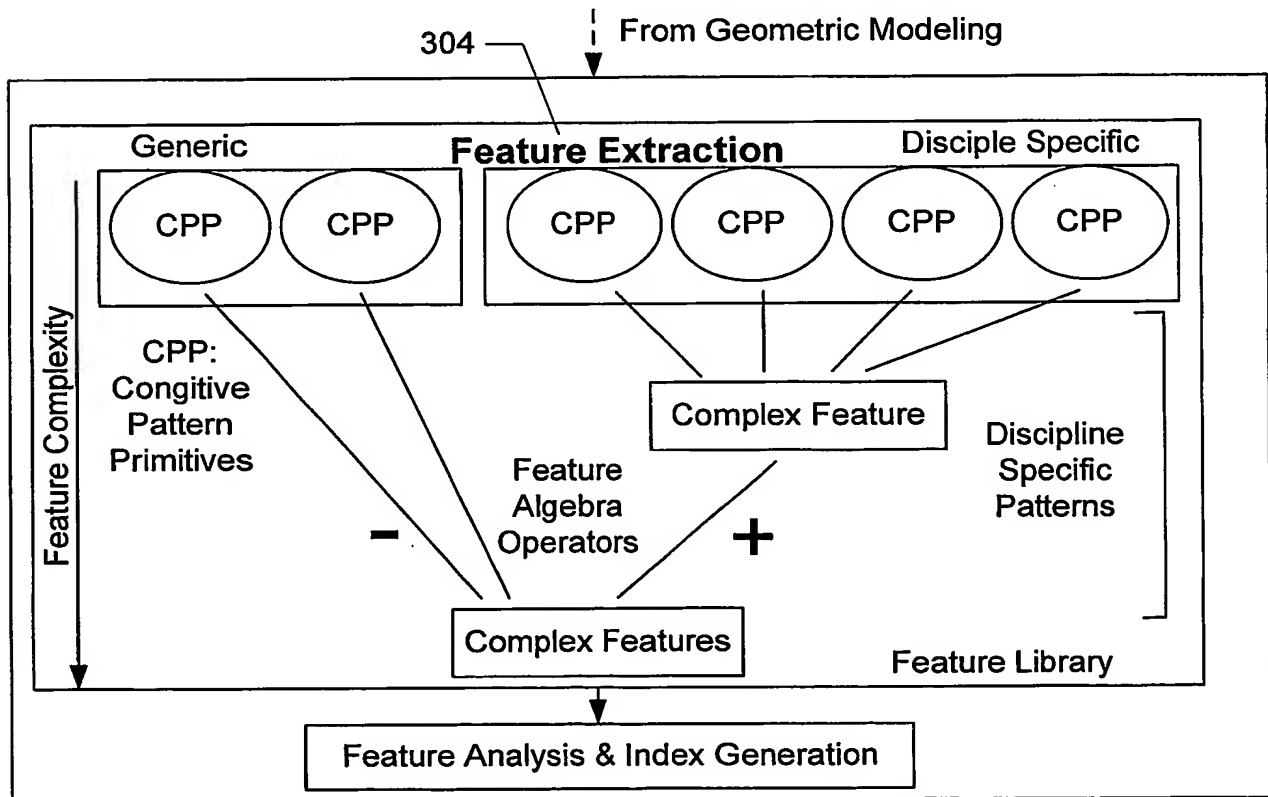 From Geometric Modeling
304
Generic
Feature Extraction
Disciple Specific
CPP
CPP
CPP
CPP
CPP
CPP
Feature Complexity
CPP:
Congitive
Pattern
Primitives
Complex Feature
Discipline
Specific
Patterns
Feature
Algebra
Operators
-
+
Complex Features
Feature Library
Feature Analysis & Index Generation